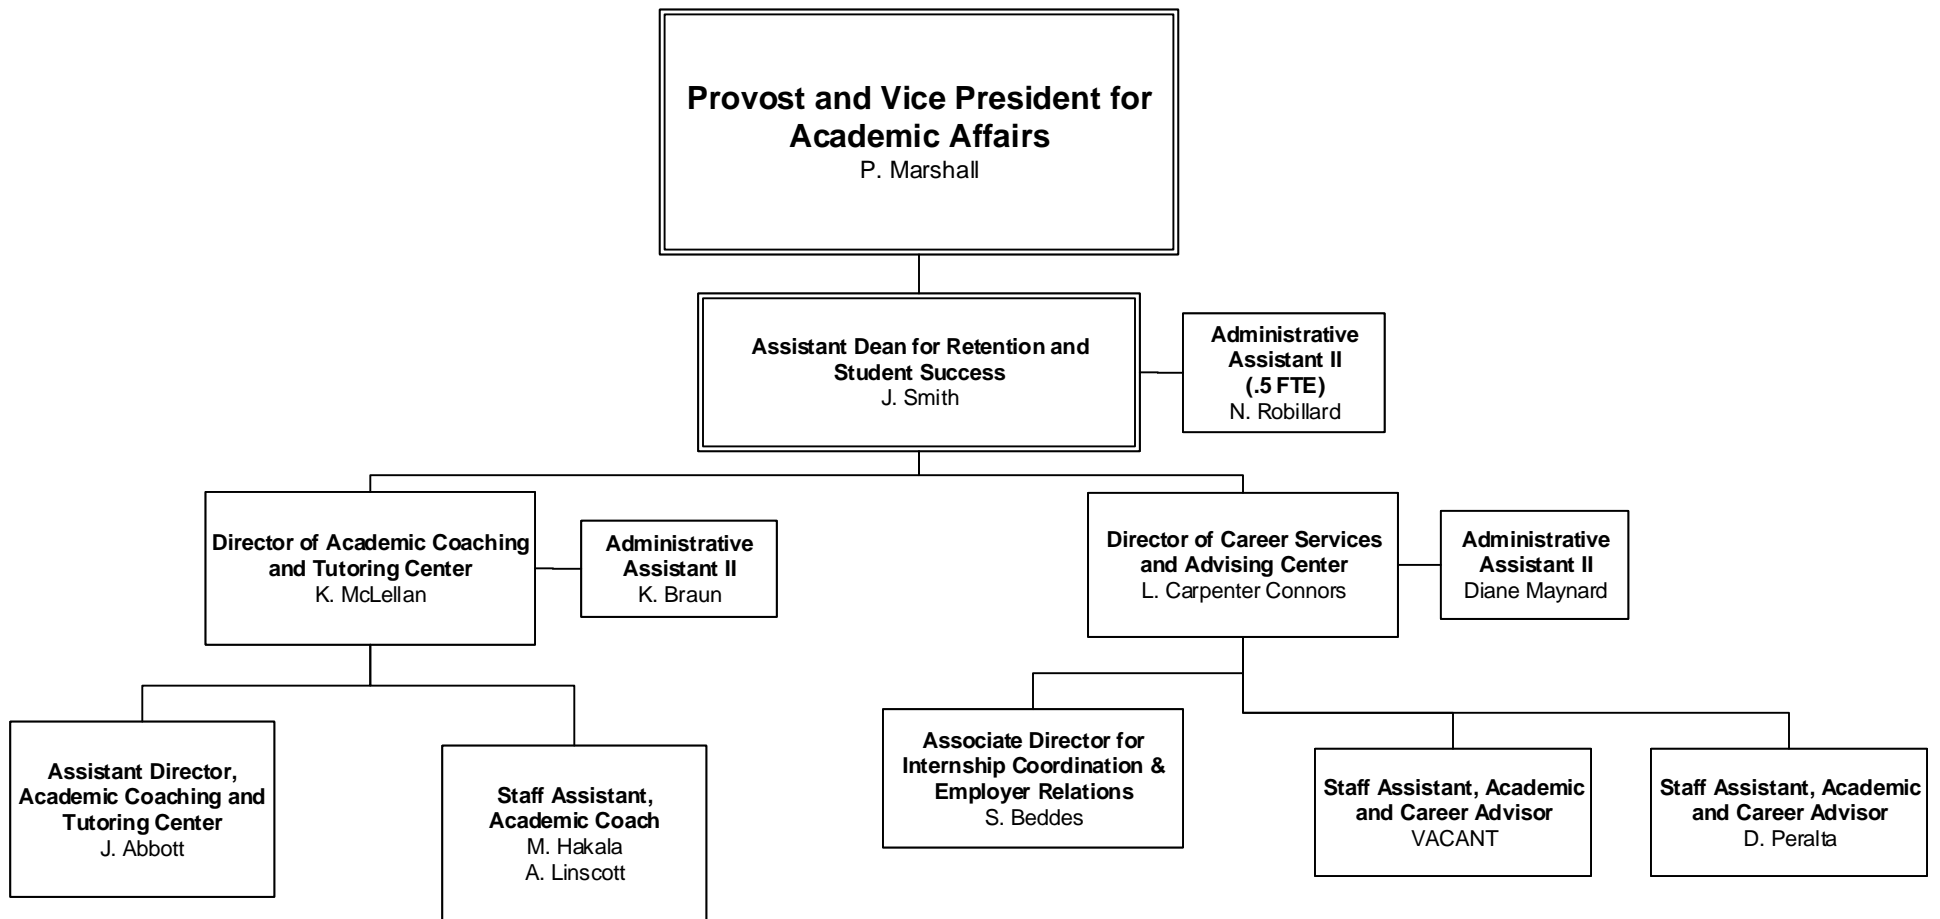 Provost and Vice President for
Academic Affairs
P. Marshall
Assistant Dean for Retention and
Student Success
J. Smith
Administrative
Assistant II
(.5 FTE)
N. Robillard
Director of Academic Coaching
and Tutoring Center
K. McLellan
Administrative
Assistant II
K. Braun
Director of Career Services
and Advising Center
L. Carpenter Connors
Administrative
Assistant II
Diane Maynard
Assistant Director,
Academic Coaching and
Tutoring Center
J. Abbott
Staff Assistant,
Academic Coach
M. Hakala
A. Linscott
Associate Director for
Internship Coordination &
Employer Relations
S. Beddes
Staff Assistant, Academic
and Career Advisor
VACANT
Staff Assistant, Academic
and Career Advisor
D. Peralta